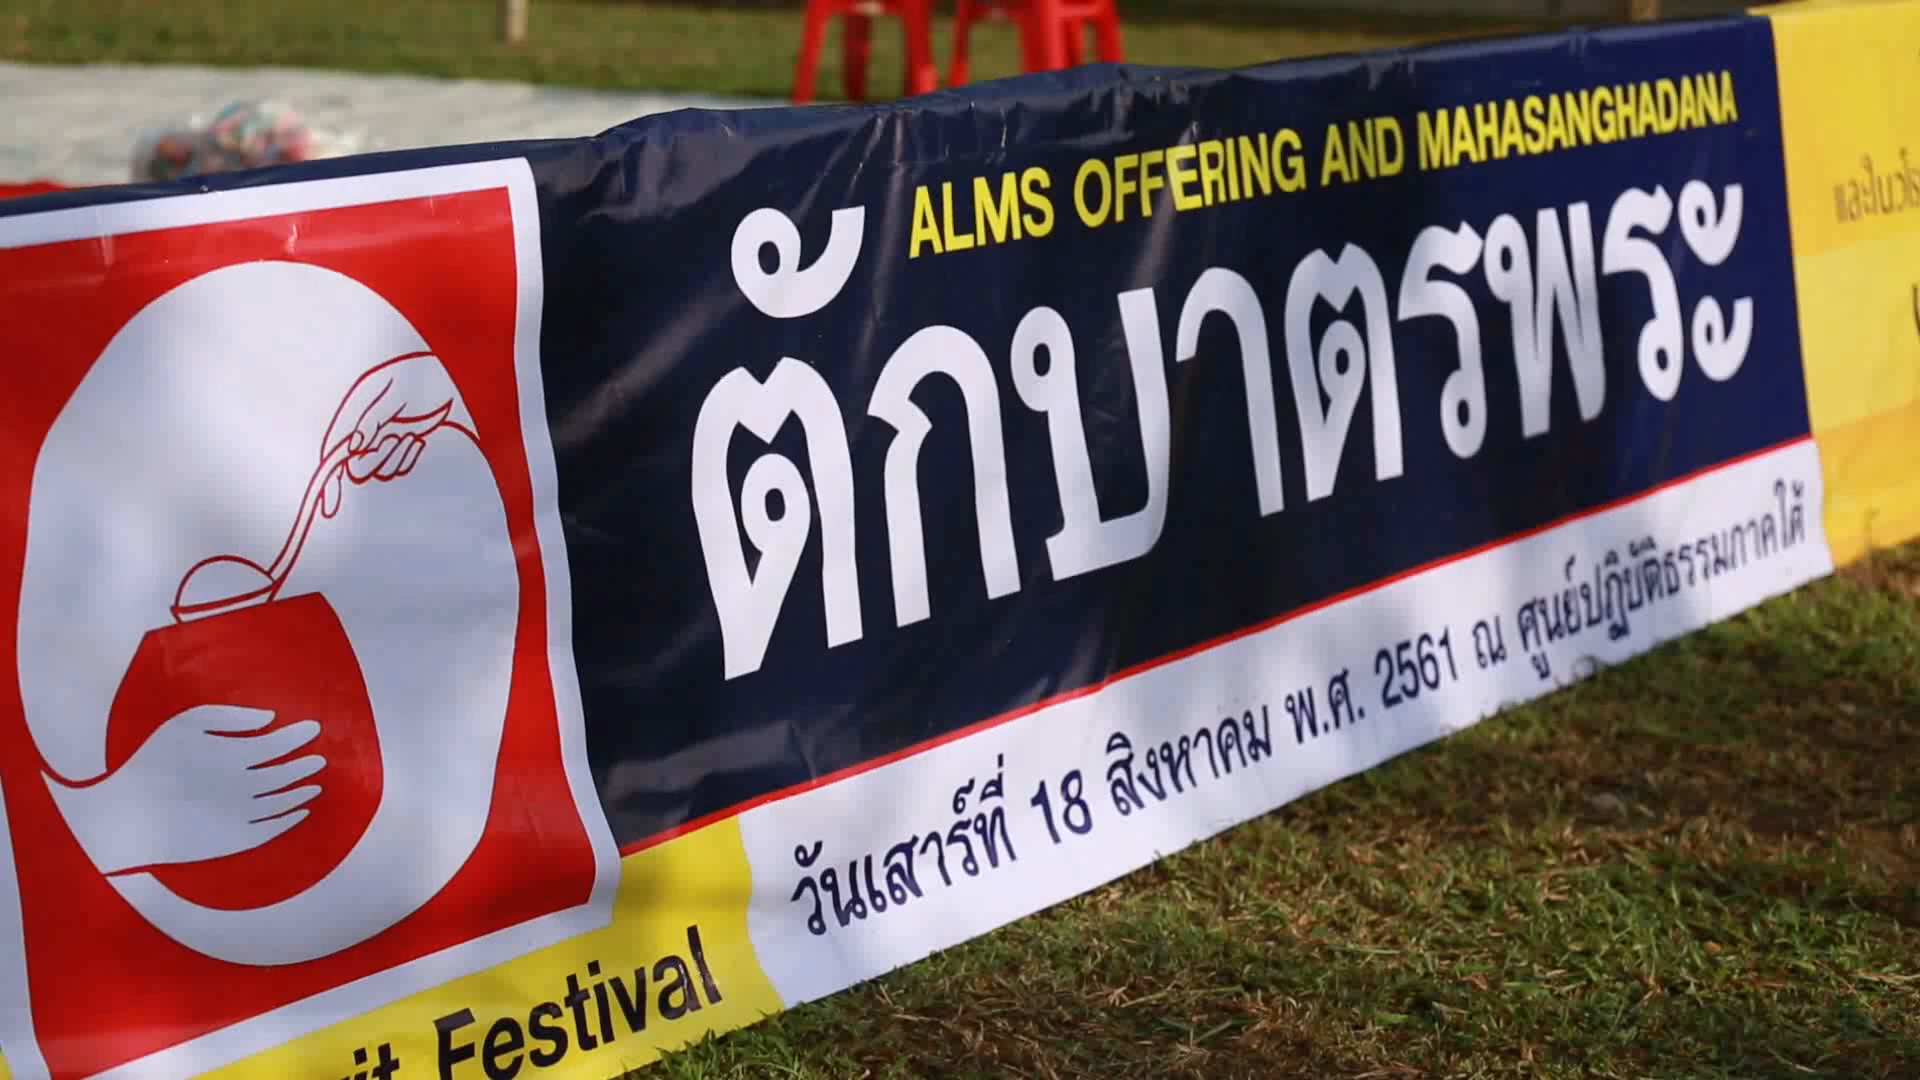 ALMS OFFERING AND MAHASANGHADANA
ตักบาตรพระ
วันเสาร์ที่ 18 สิงหาคม พ.ศ. 2561 ณ ศูนย์ปฏิบัติธรรมภาคใต้
Festival